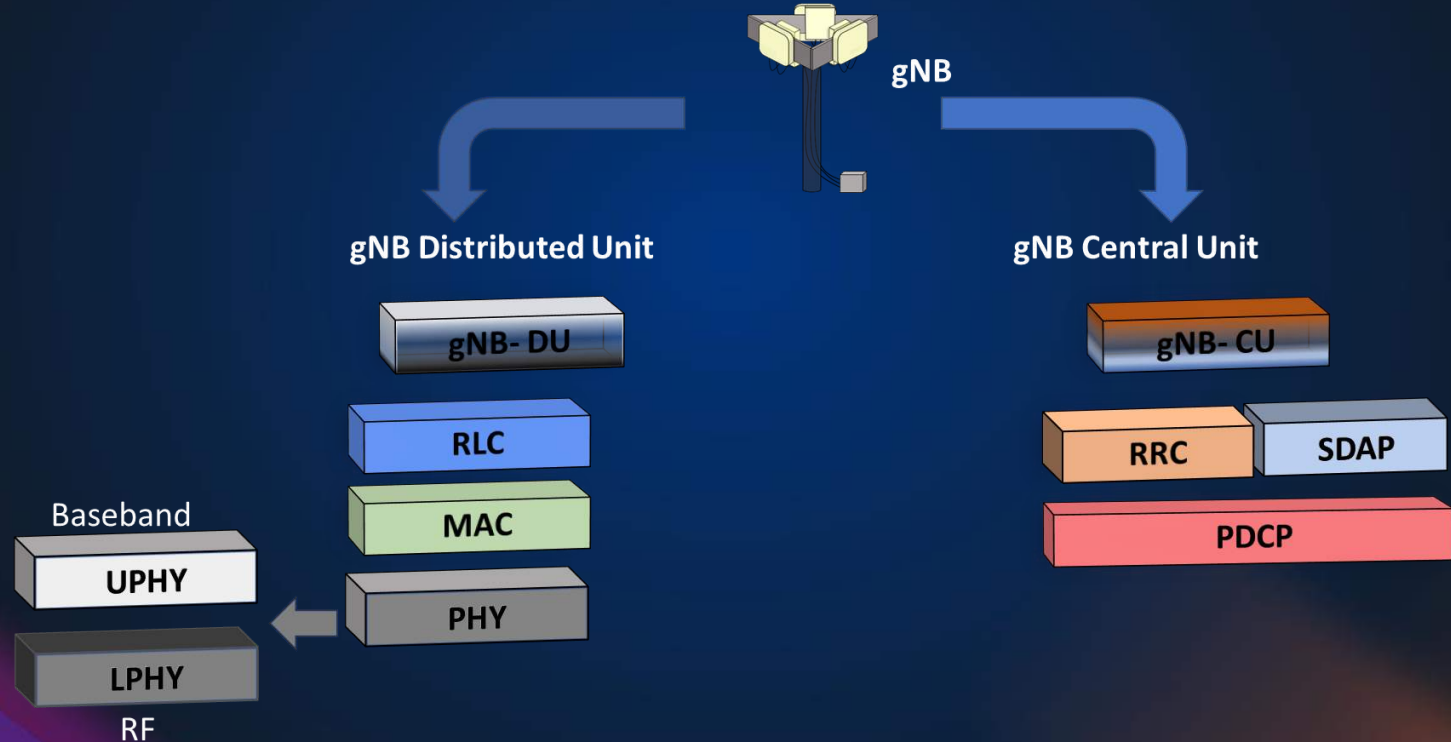 gNB
gNB Distributed Unit
gNB Central Unit
gNB- DU
gNB- CU
RLC
RRC
SDAP
MAC
PDCP
Baseband
UPHY
PHY
LPHY
RF